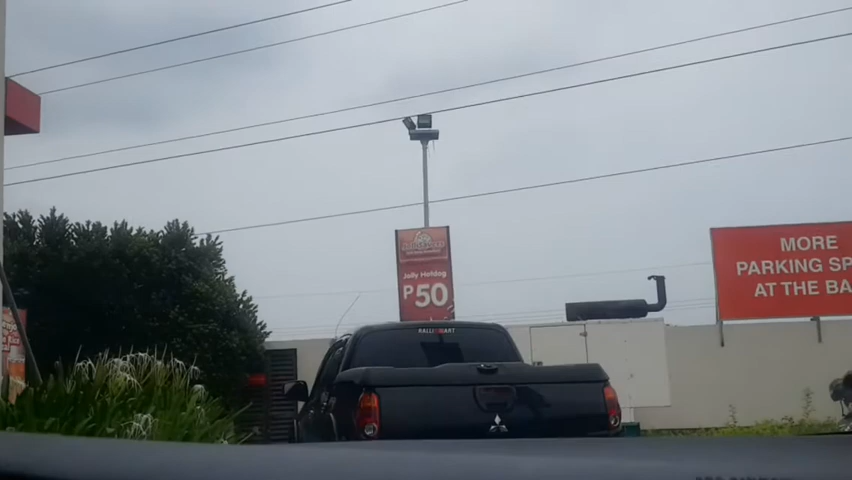 Jolly Hotdog
P50
MORE
PARKING SP
AT THE BA
RALLIART